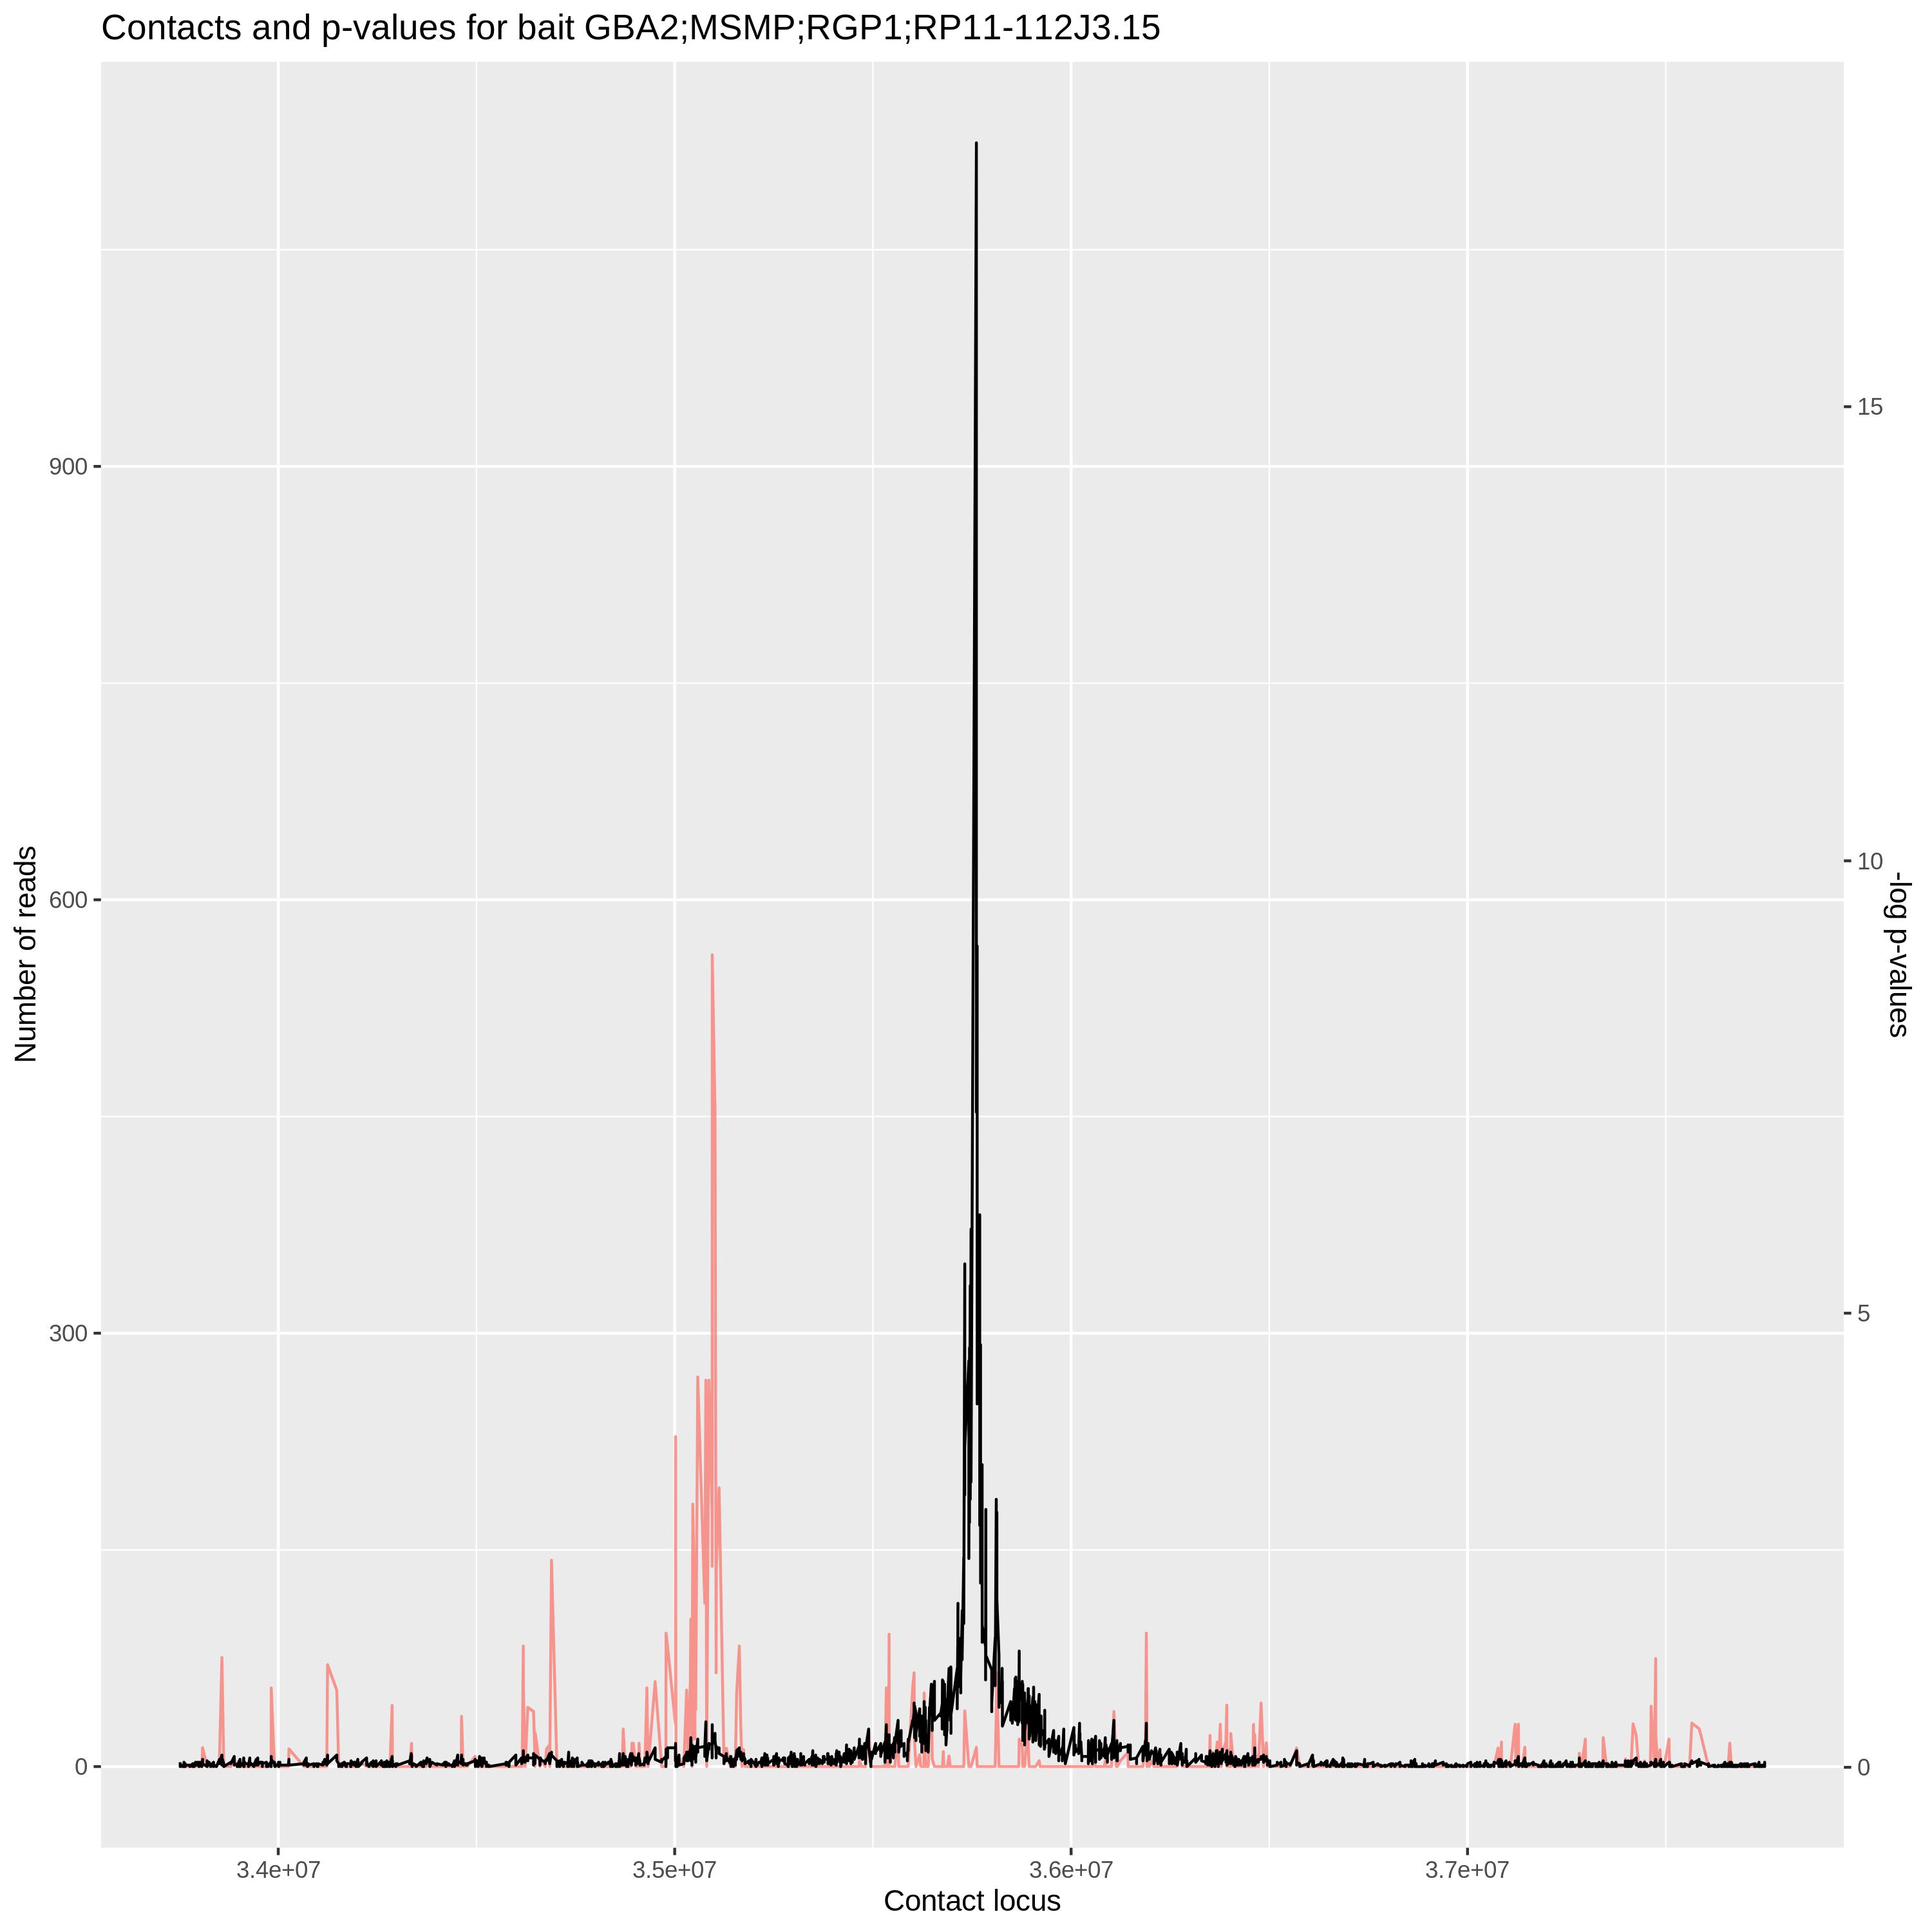 Contacts and p-values for bait GBA2;MSMP;RGP1;RP11-112J3.15
900
600
300
0
Number of reads
15
10
5
0
-log p-values
3.4e+07
3.5e+07
3.6e+07
3.7e+07
Contact locus